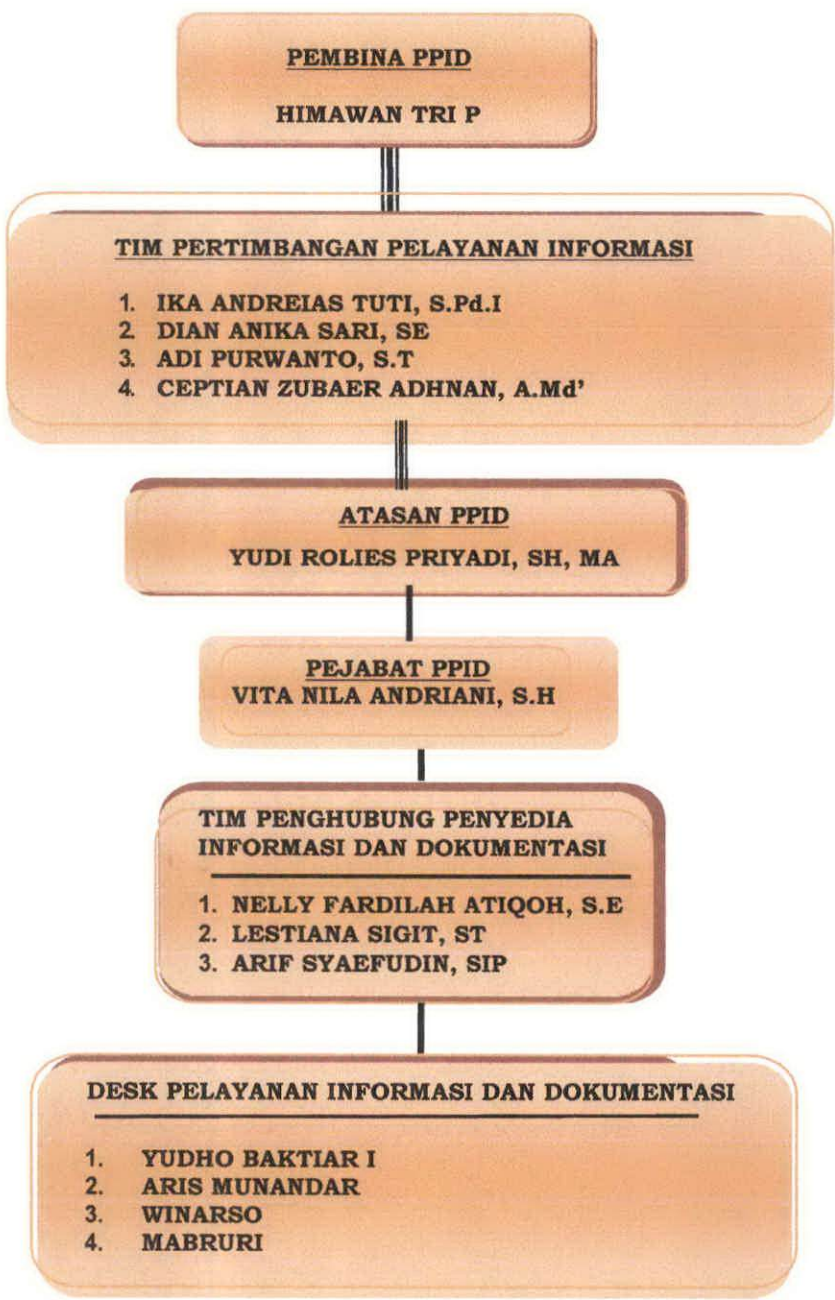 PEMBINA PPID
HIMAWAN TRI P
TIM PERTIMBANGAN PELAYANAN INFORMASI
1. IKA ANDREIAS TUTI, S.Pd.I
2. DIAN ANIKA SARI, SE
3. ADI PURWANTO, S.T
4. CEPTIAN ZUBAER ADHNAN, A.Md'
ATASAN PPID
YUDI ROLIES PRIYADI, SH, MA
PEJABAT PPID
VITA NILA ANDRIANI, S.H
TIM PENGHUBUNG PENYEDIA
INFORMASI DAN DOKUMENTASI
1. NELLY FARDILAH ATIQOH, S.E
2. LESTIANA SIGIT, ST
3. ARIF SYAEFUDIN, SIP
DESK PELAYANAN INFORMASI DAN DOKUMENTASI
1. YUDHO BAKTIAR I
2. ARIS MUNANDAR
3. WINARSO
4. MABRURI